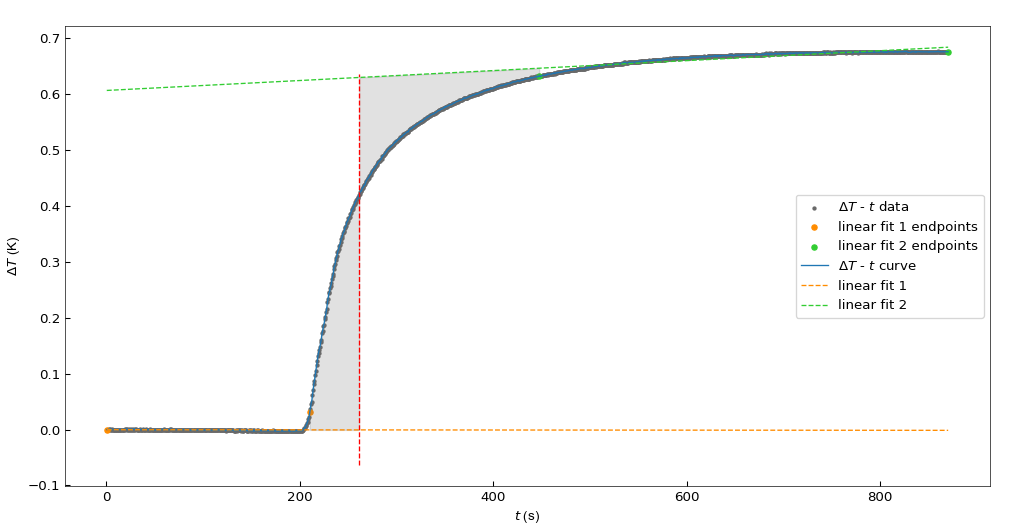 0.7
0.6
0.5
0.4
0.3
0.2
0.1
0.0
−0.1
ΔT (K)
0
200
400
600
800
t (s)
ΔT - t data
linear fit 1 endpoints
linear fit 2 endpoints
ΔT - t curve
linear fit 1
linear fit 2